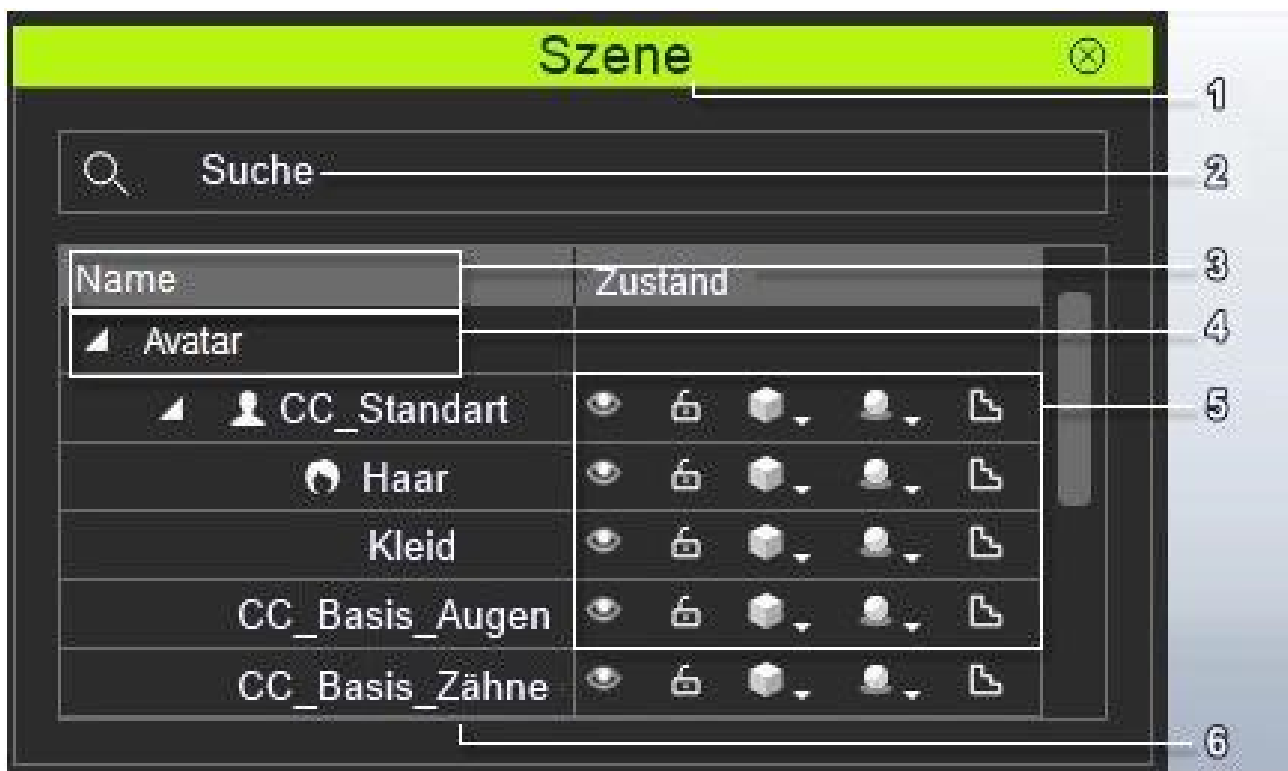 Szene
1
Suche
2
Name Zustand
3
Avatar
4
CC_Standart
5
Haar
Kleid
CC_Basis_Augen
CC_Basis_Zähne
6